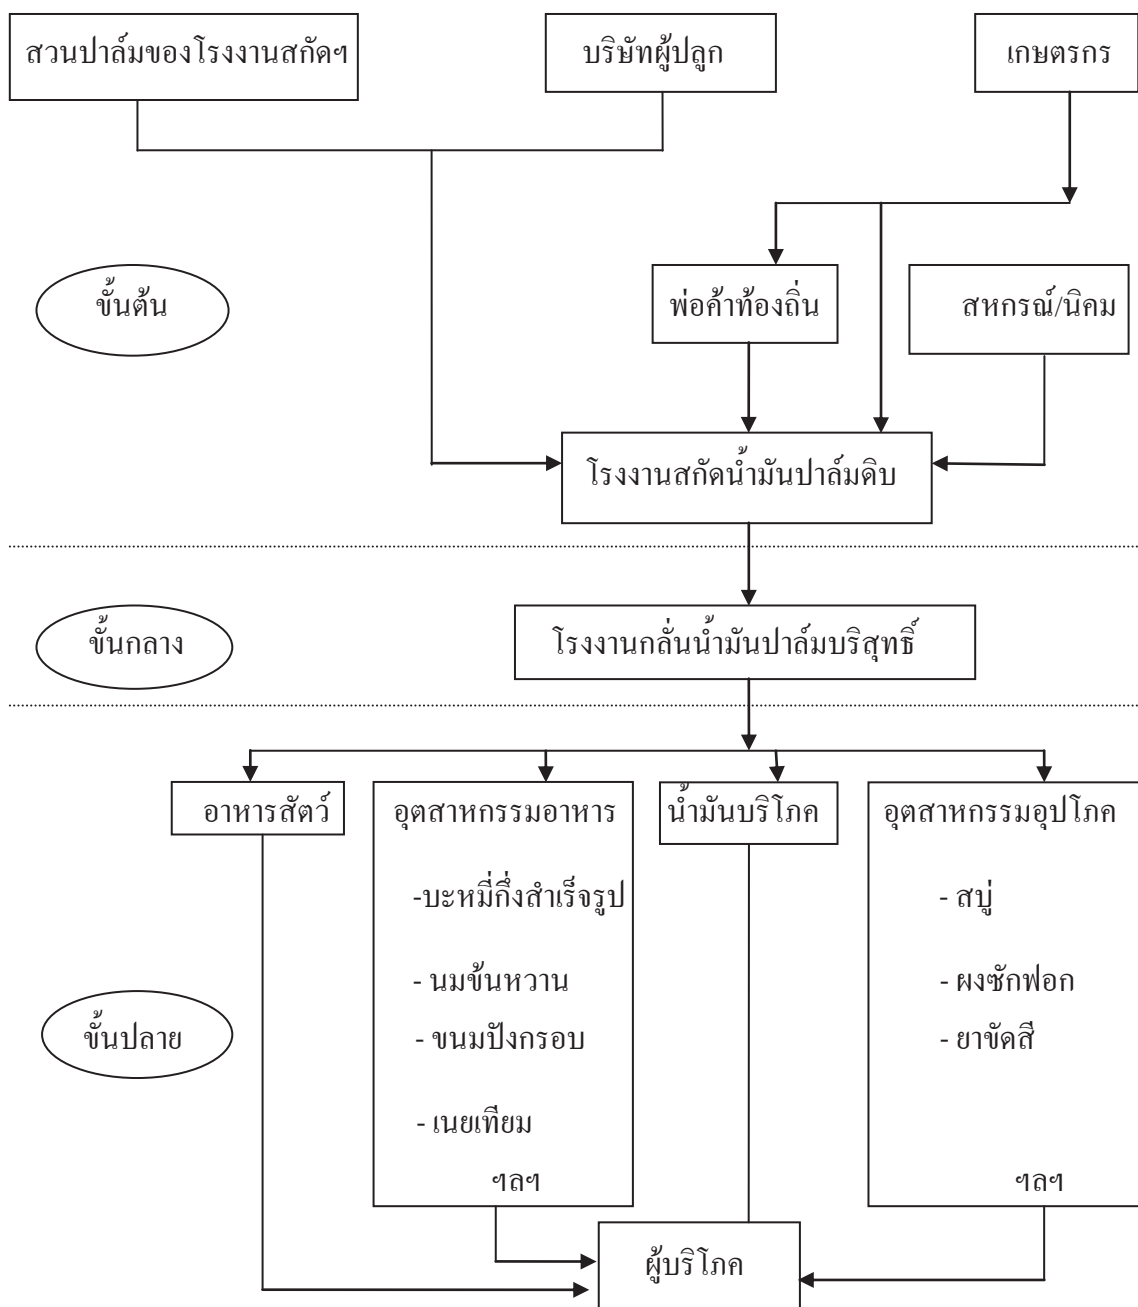 สวนปาล์มของโรงงานสกัดฯ
บริษัทผู้ปลูก
เกษตรกร
ขั้นต้น
พ่อค้าท้องถิ่น
สหกรณ์/นิคม
โรงงานสกัดน้ำมันปาล์มดิบ
ขั้นกลาง
โรงงานกลั่นน้ำมันปาล์มบริสุทธิ์
อาหารสัตว์
อุตสาหกรรมอาหาร
-บะหมี่กึ่งสำเร็จรูป
- นมข้นหวาน
- ขนมปังกรอบ
- เนยเทียม
ฯลฯ
น้ำมันบริโภค
อุตสาหกรรมอุปโภค
- สบู่
- ผงซักฟอก
- ยาขัดสี
ฯลฯ
ขั้นปลาย
ผู้บริโภค